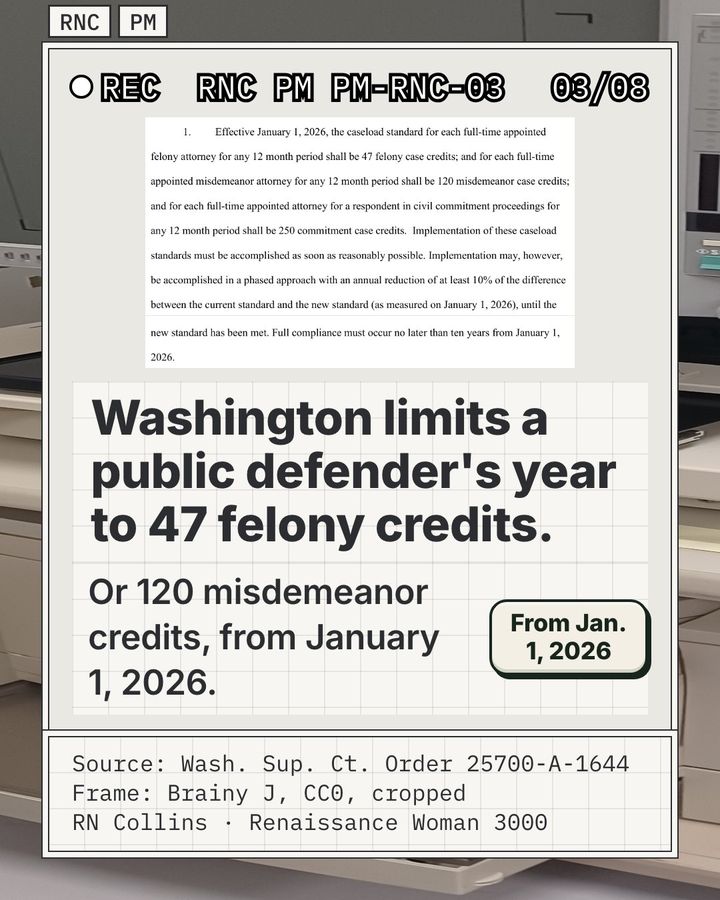 RNC PM
REC RNC PM PM-RNC-03 03/08
1. Effective January 1, 2026, the caseload standard for each full-time appointed
felony attorney for any 12 month period shall be 47 felony case credits; and for each full-time
appointed misdemeanor attorney for any 12 month period shall be 120 misdemeanor case credits;
and for each full-time appointed attorney for a respondent in civil commitment proceedings for
any 12 month period shall be 250 commitment case credits. Implementation of these caseload
standards must be accomplished as soon as reasonably possible. Implementation may, however,
be accomplished in a phased approach with an annual reduction of at least 10% of the difference
between the current standard and the new standard (as measured on January 1, 2026), until the
new standard has been met. Full compliance must occur no later than ten years from January 1,
2026.
Washington limits a
public defender's year
to 47 felony credits.
Or 120 misdemeanor
credits, from January
1, 2026.
From Jan.
1, 2026
Source: Wash. Sup. Ct. Order 25700-A-1644
Frame: Brainy J, CC0, cropped
RN Collins · Renaissance Woman 3000